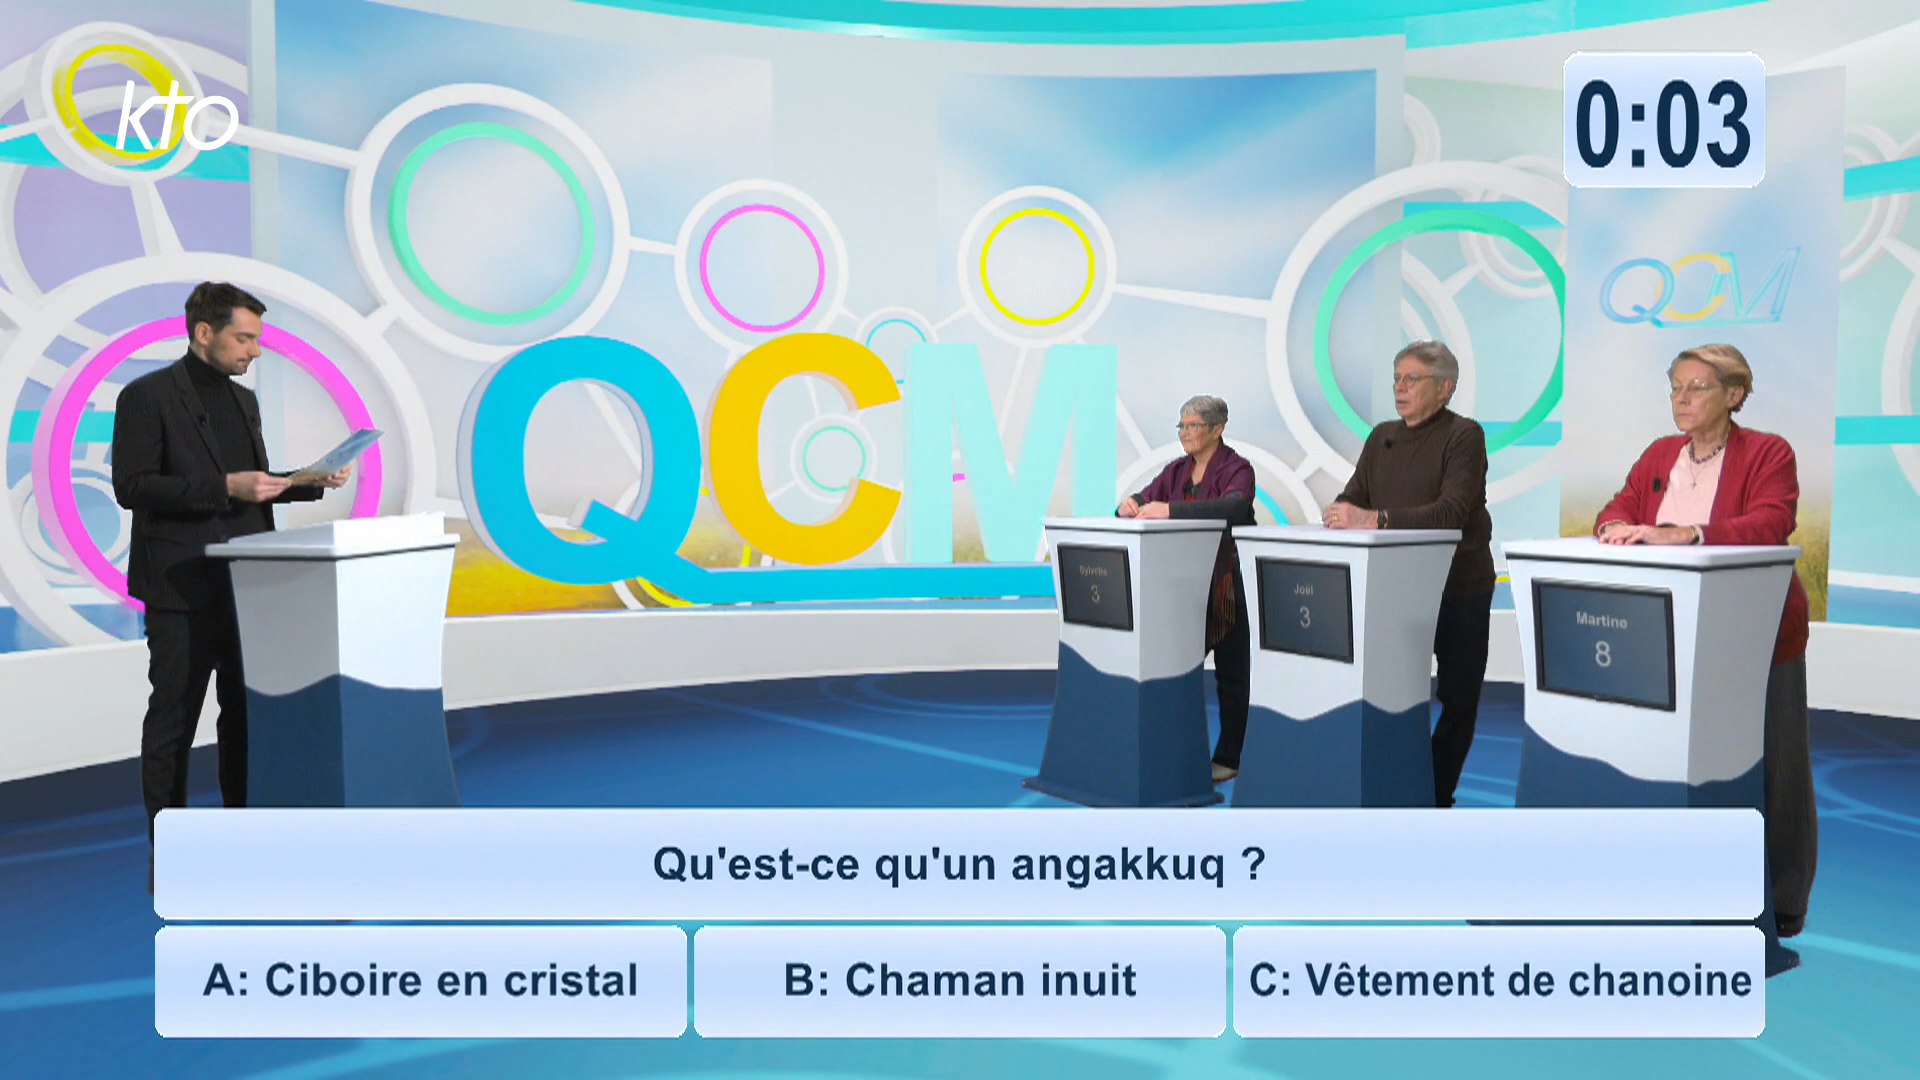 kto
0:03
QCM
QCM
Sylvette
3
Joël
3
Martine
8
Qu'est-ce qu'un angakkuq ?
A: Ciboire en cristal
B: Chaman inuit
C: Vêtement de chanoine